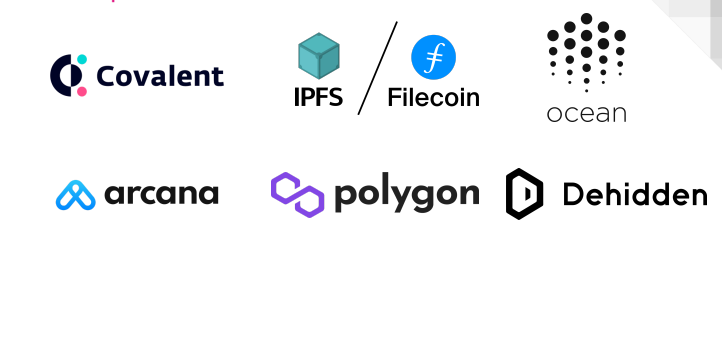 Covalent
IPFS / Filecoin
ocean
arcana
polygon
Dehidden